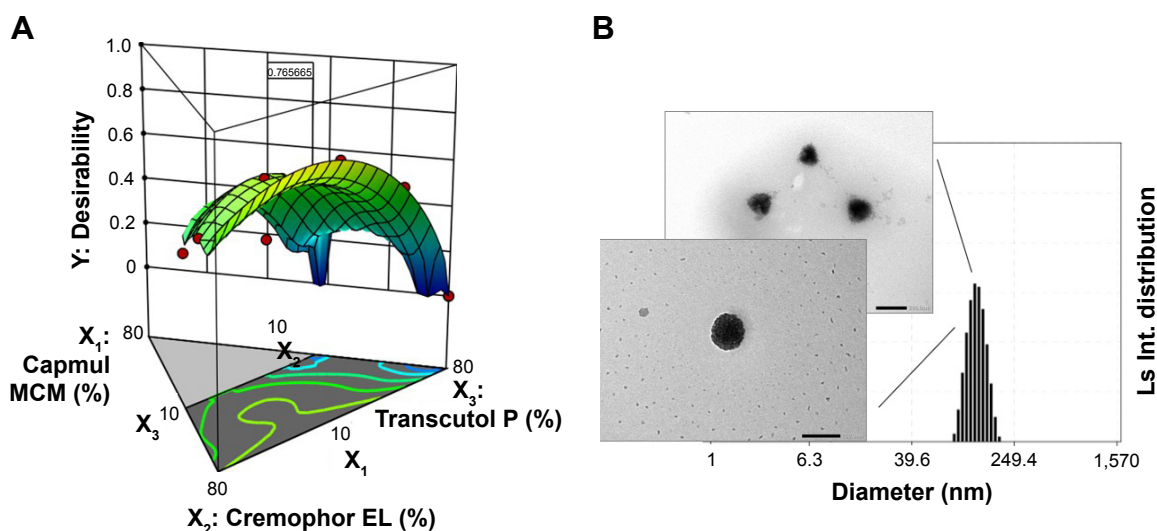 A
1.0
0.8
0.6
0.4
0.2
0
Y: Desirability
0.765665
X1:
Capmul
MCM (%)
80
10
X2
80
X3:
Transcutol P (%)
X3
10
10
X1
80
X2: Cremophor EL (%)
B
Ls Int. distribution
1
6.3
39.6
249.4
1,570
Diameter (nm)